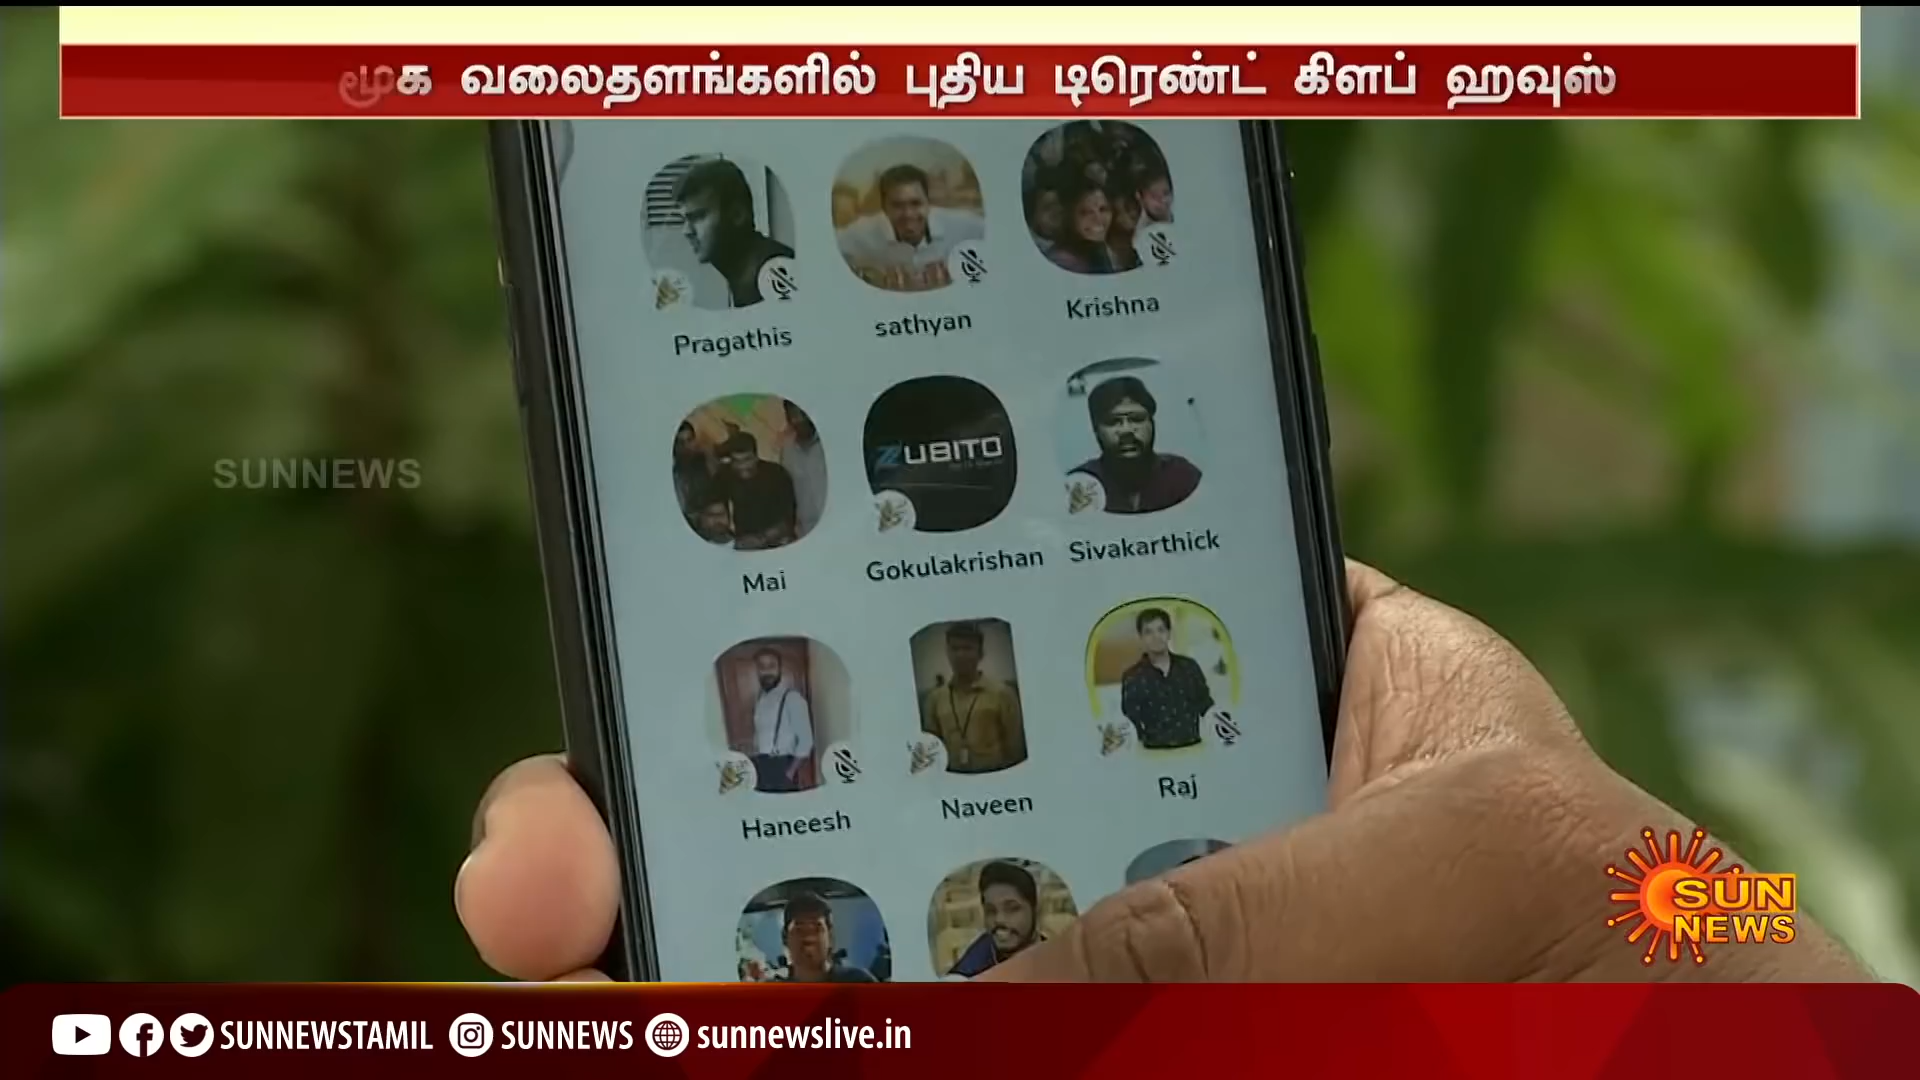 மூக வலைதளங்களில் புதிய டிரெண்ட் கிளப் ஹவுஸ்
Pragathis
sathyan
Krishna
SUNNEWS
ZUBITO
Mai
Gokulakrishan
Sivakarthick
Haneesh
Naveen
Raj
SUN
NEWS
SUNNEWSTAMIL SUNNEWS sunnewslive.in